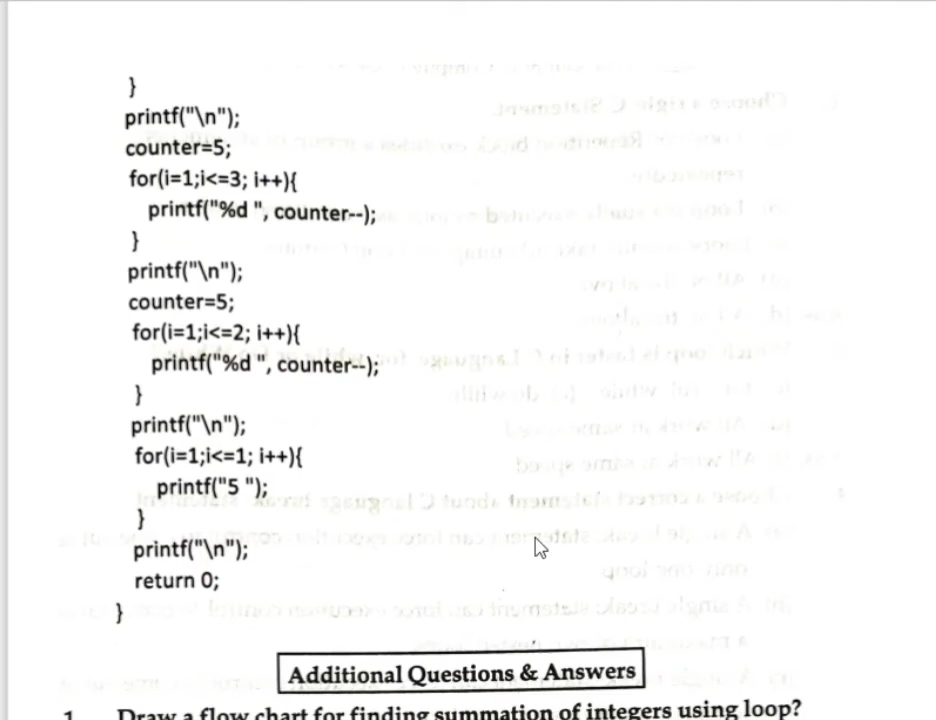 }
printf("\n");
counter=5;
for(i=1;i<=3; i++){
printf("%d ", counter--);
}
printf("\n");
counter=5;
for(i=1;i<=2; i++){
printf("%d ", counter--);
}
printf("\n");
for(i=1;i<=1; i++){
printf("5 ");
}
printf("\n");
return 0;
}
Additional Questions & Answers
1. Draw a flow chart for finding summation of integers using loop?